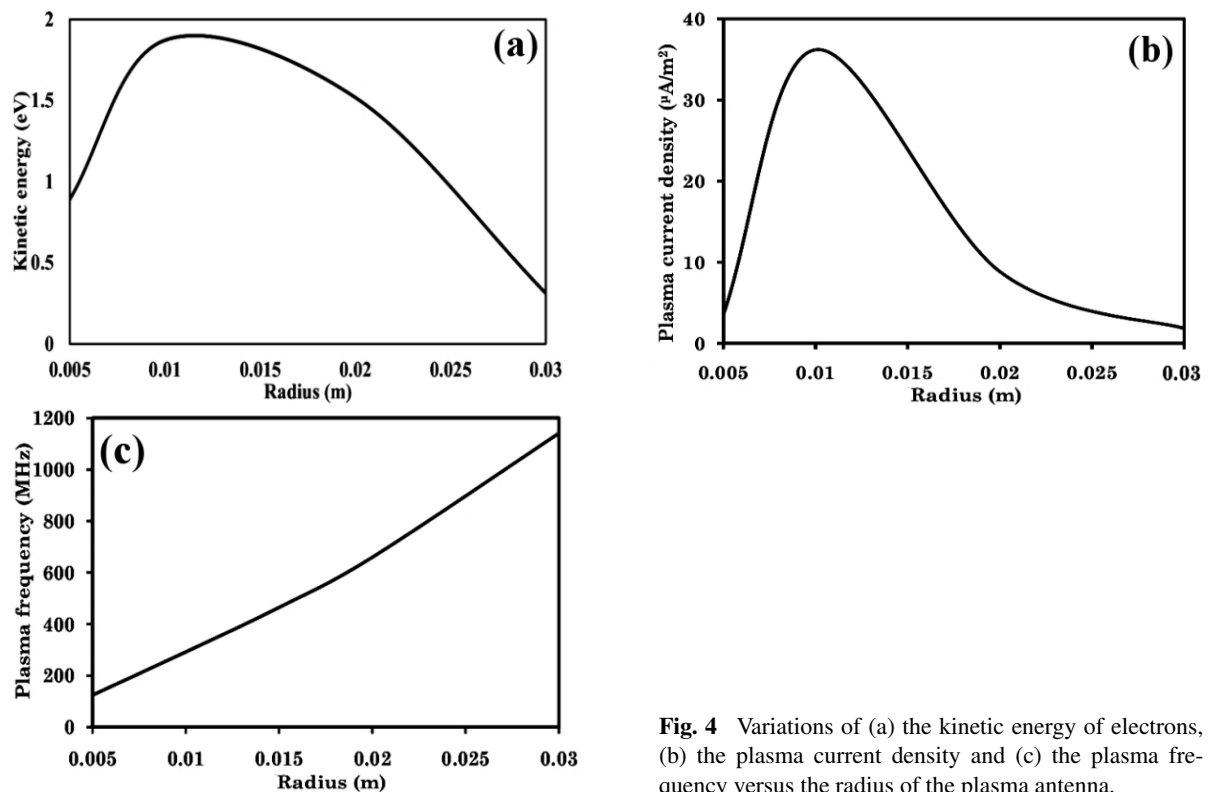 2
1.5
1
0.5
0
Kinetic energy (eV)
(a)
0.005 0.01 0.015 0.02 0.025 0.03
Radius (m)
40
30
20
10
0
Plasma current density (µA/m²)
(b)
0.005 0.01 0.015 0.02 0.025 0.03
Radius (m)
1200
1000
800
600
400
200
0
Plasma frequency (MHz)
(c)
0.005 0.01 0.015 0.02 0.025 0.03
Radius (m)
Fig. 4 Variations of (a) the kinetic energy of electrons,
(b) the plasma current density and (c) the plasma fre-
quency versus the radius of the plasma antenna.